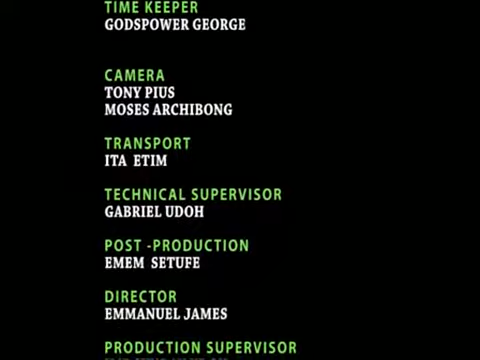 TIME KEEPER
GODSPOWER GEORGE
CAMERA
TONY PIUS
MOSES ARCHIBONG
TRANSPORT
ITA ETIM
TECHNICAL SUPERVISOR
GABRIEL UDOH
POST -PRODUCTION
EMEM SETUFE
DIRECTOR
EMMANUEL JAMES
PRODUCTION SUPERVISOR